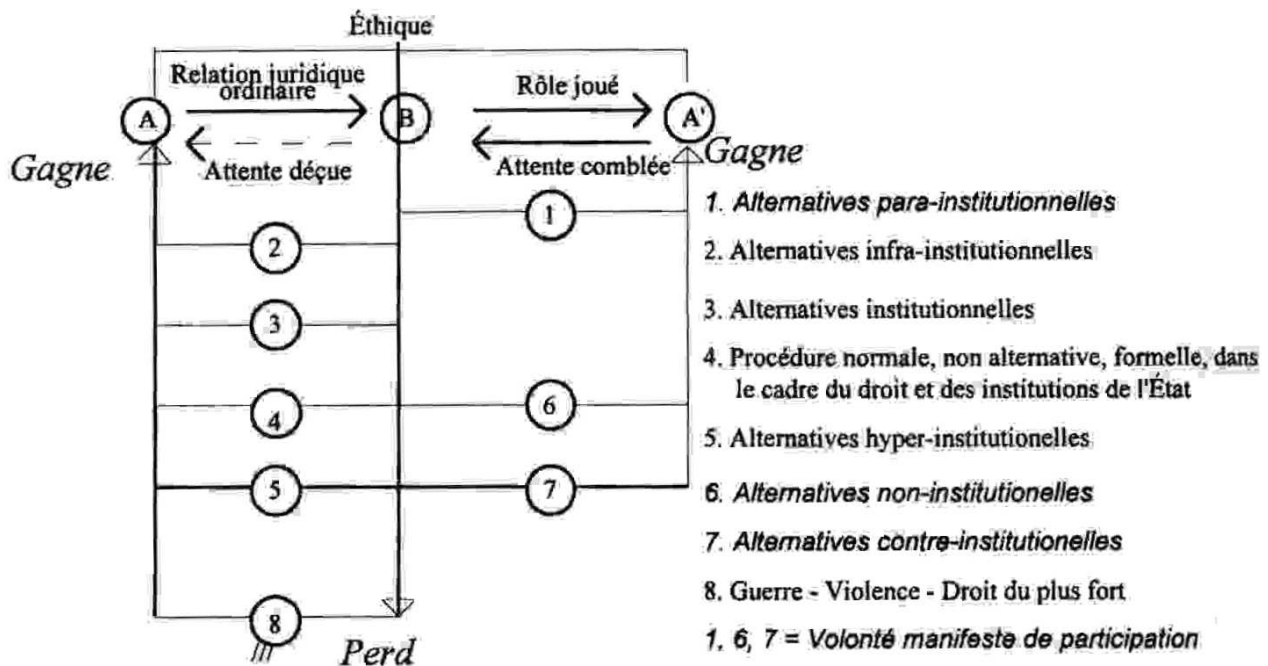 Éthique
Relation juridique
ordinaire
Rôle joué
A
B
A'
Gagne
Attente déçue
Attente comblée
Gagne
1
2
3
4
6
5
7
8
Perd
1. Alternatives para-institutionnelles
2. Alternatives infra-institutionnelles
3. Alternatives institutionnelles
4. Procédure normale, non alternative, formelle, dans
le cadre du droit et des institutions de l'État
5. Alternatives hyper-institutionelles
6. Alternatives non-institutionelles
7. Alternatives contre-institutionelles
8. Guerre - Violence - Droit du plus fort
1, 6, 7 = Volonté manifeste de participation